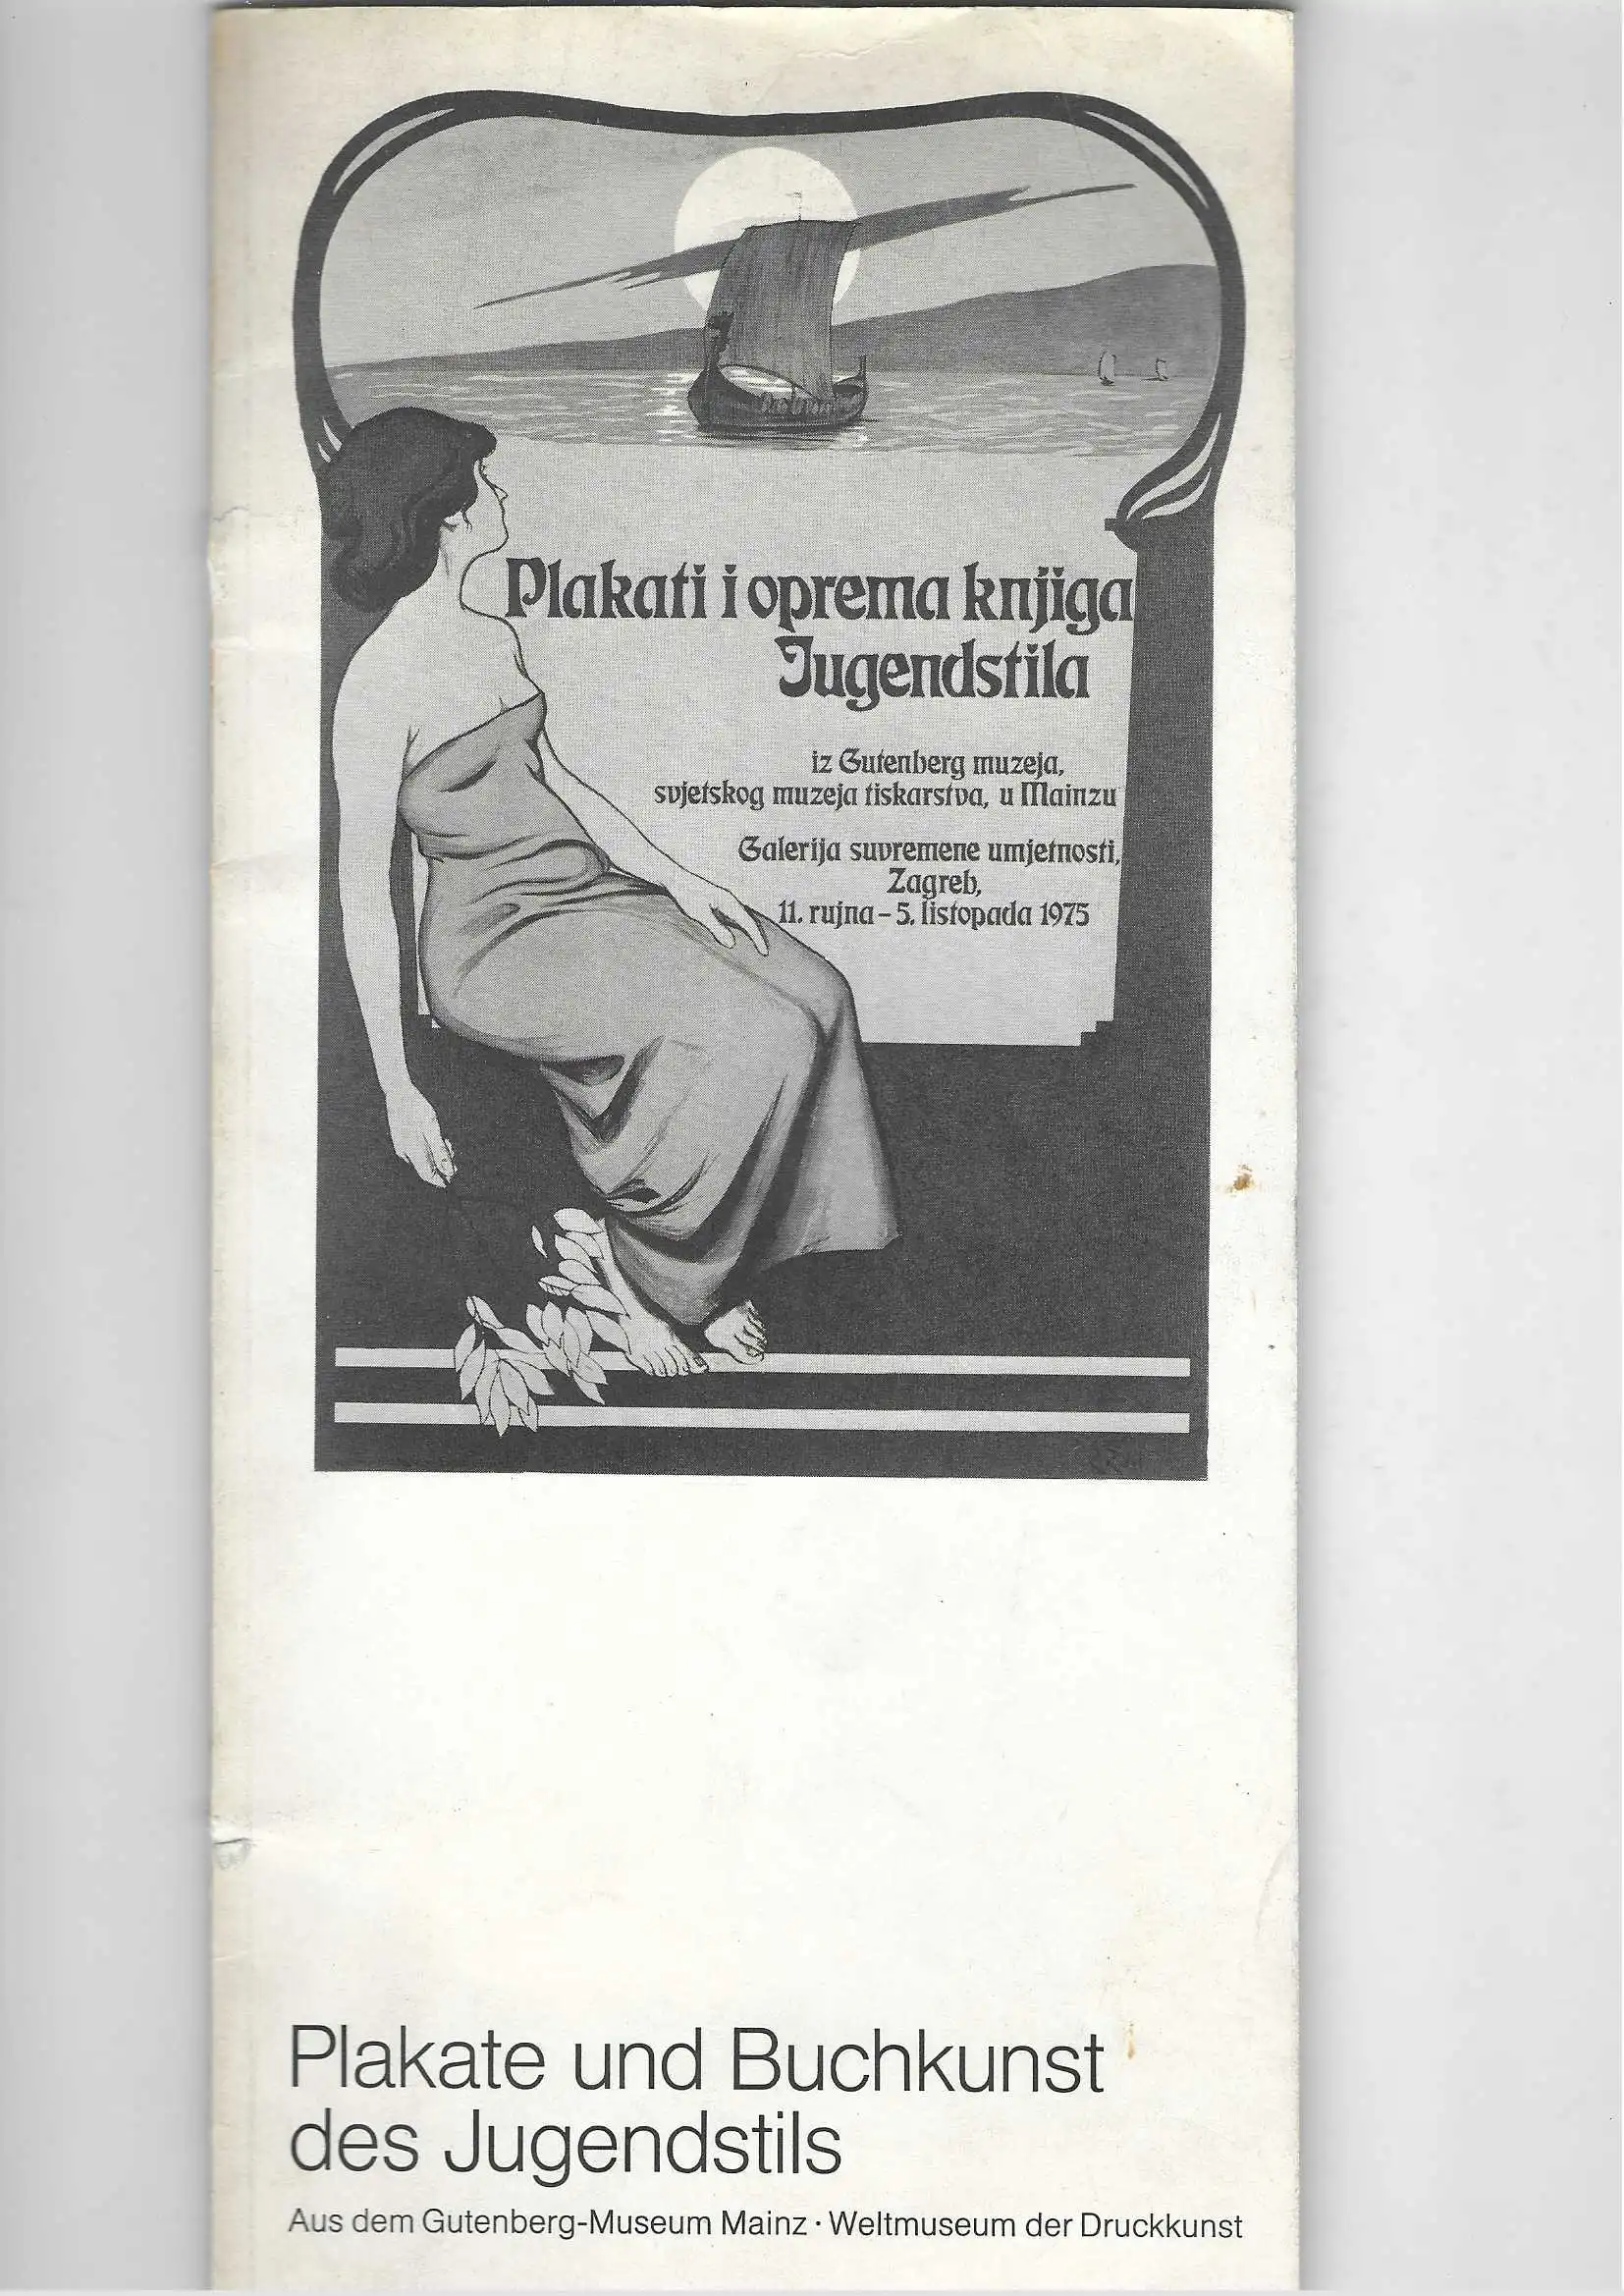 Plakati i oprema knjiga
Jugendstila
iz Gutenberg muzeja,
svjetskog muzeja tiskarstva, u Mainzu
Galerija suvremene umjetnosti,
Zagreb,
11. rujna – 5. listopada 1975
Plakate und Buchkunst
des Jugendstils
Aus dem Gutenberg-Museum Mainz · Weltmuseum der Druckkunst